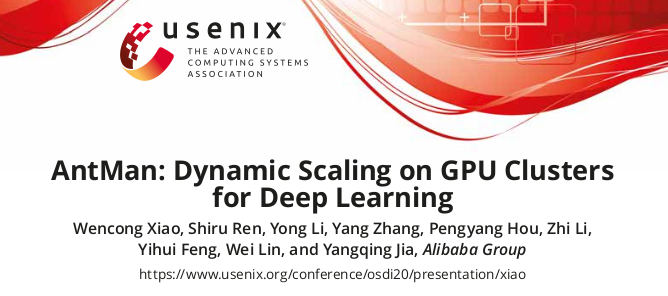 usenix®
THE ADVANCED
COMPUTING SYSTEMS
ASSOCIATION
AntMan: Dynamic Scaling on GPU Clusters
for Deep Learning
Wencong Xiao, Shiru Ren, Yong Li, Yang Zhang, Pengyang Hou, Zhi Li,
Yihui Feng, Wei Lin, and Yangqing Jia, Alibaba Group
https://www.usenix.org/conference/osdi20/presentation/xiao